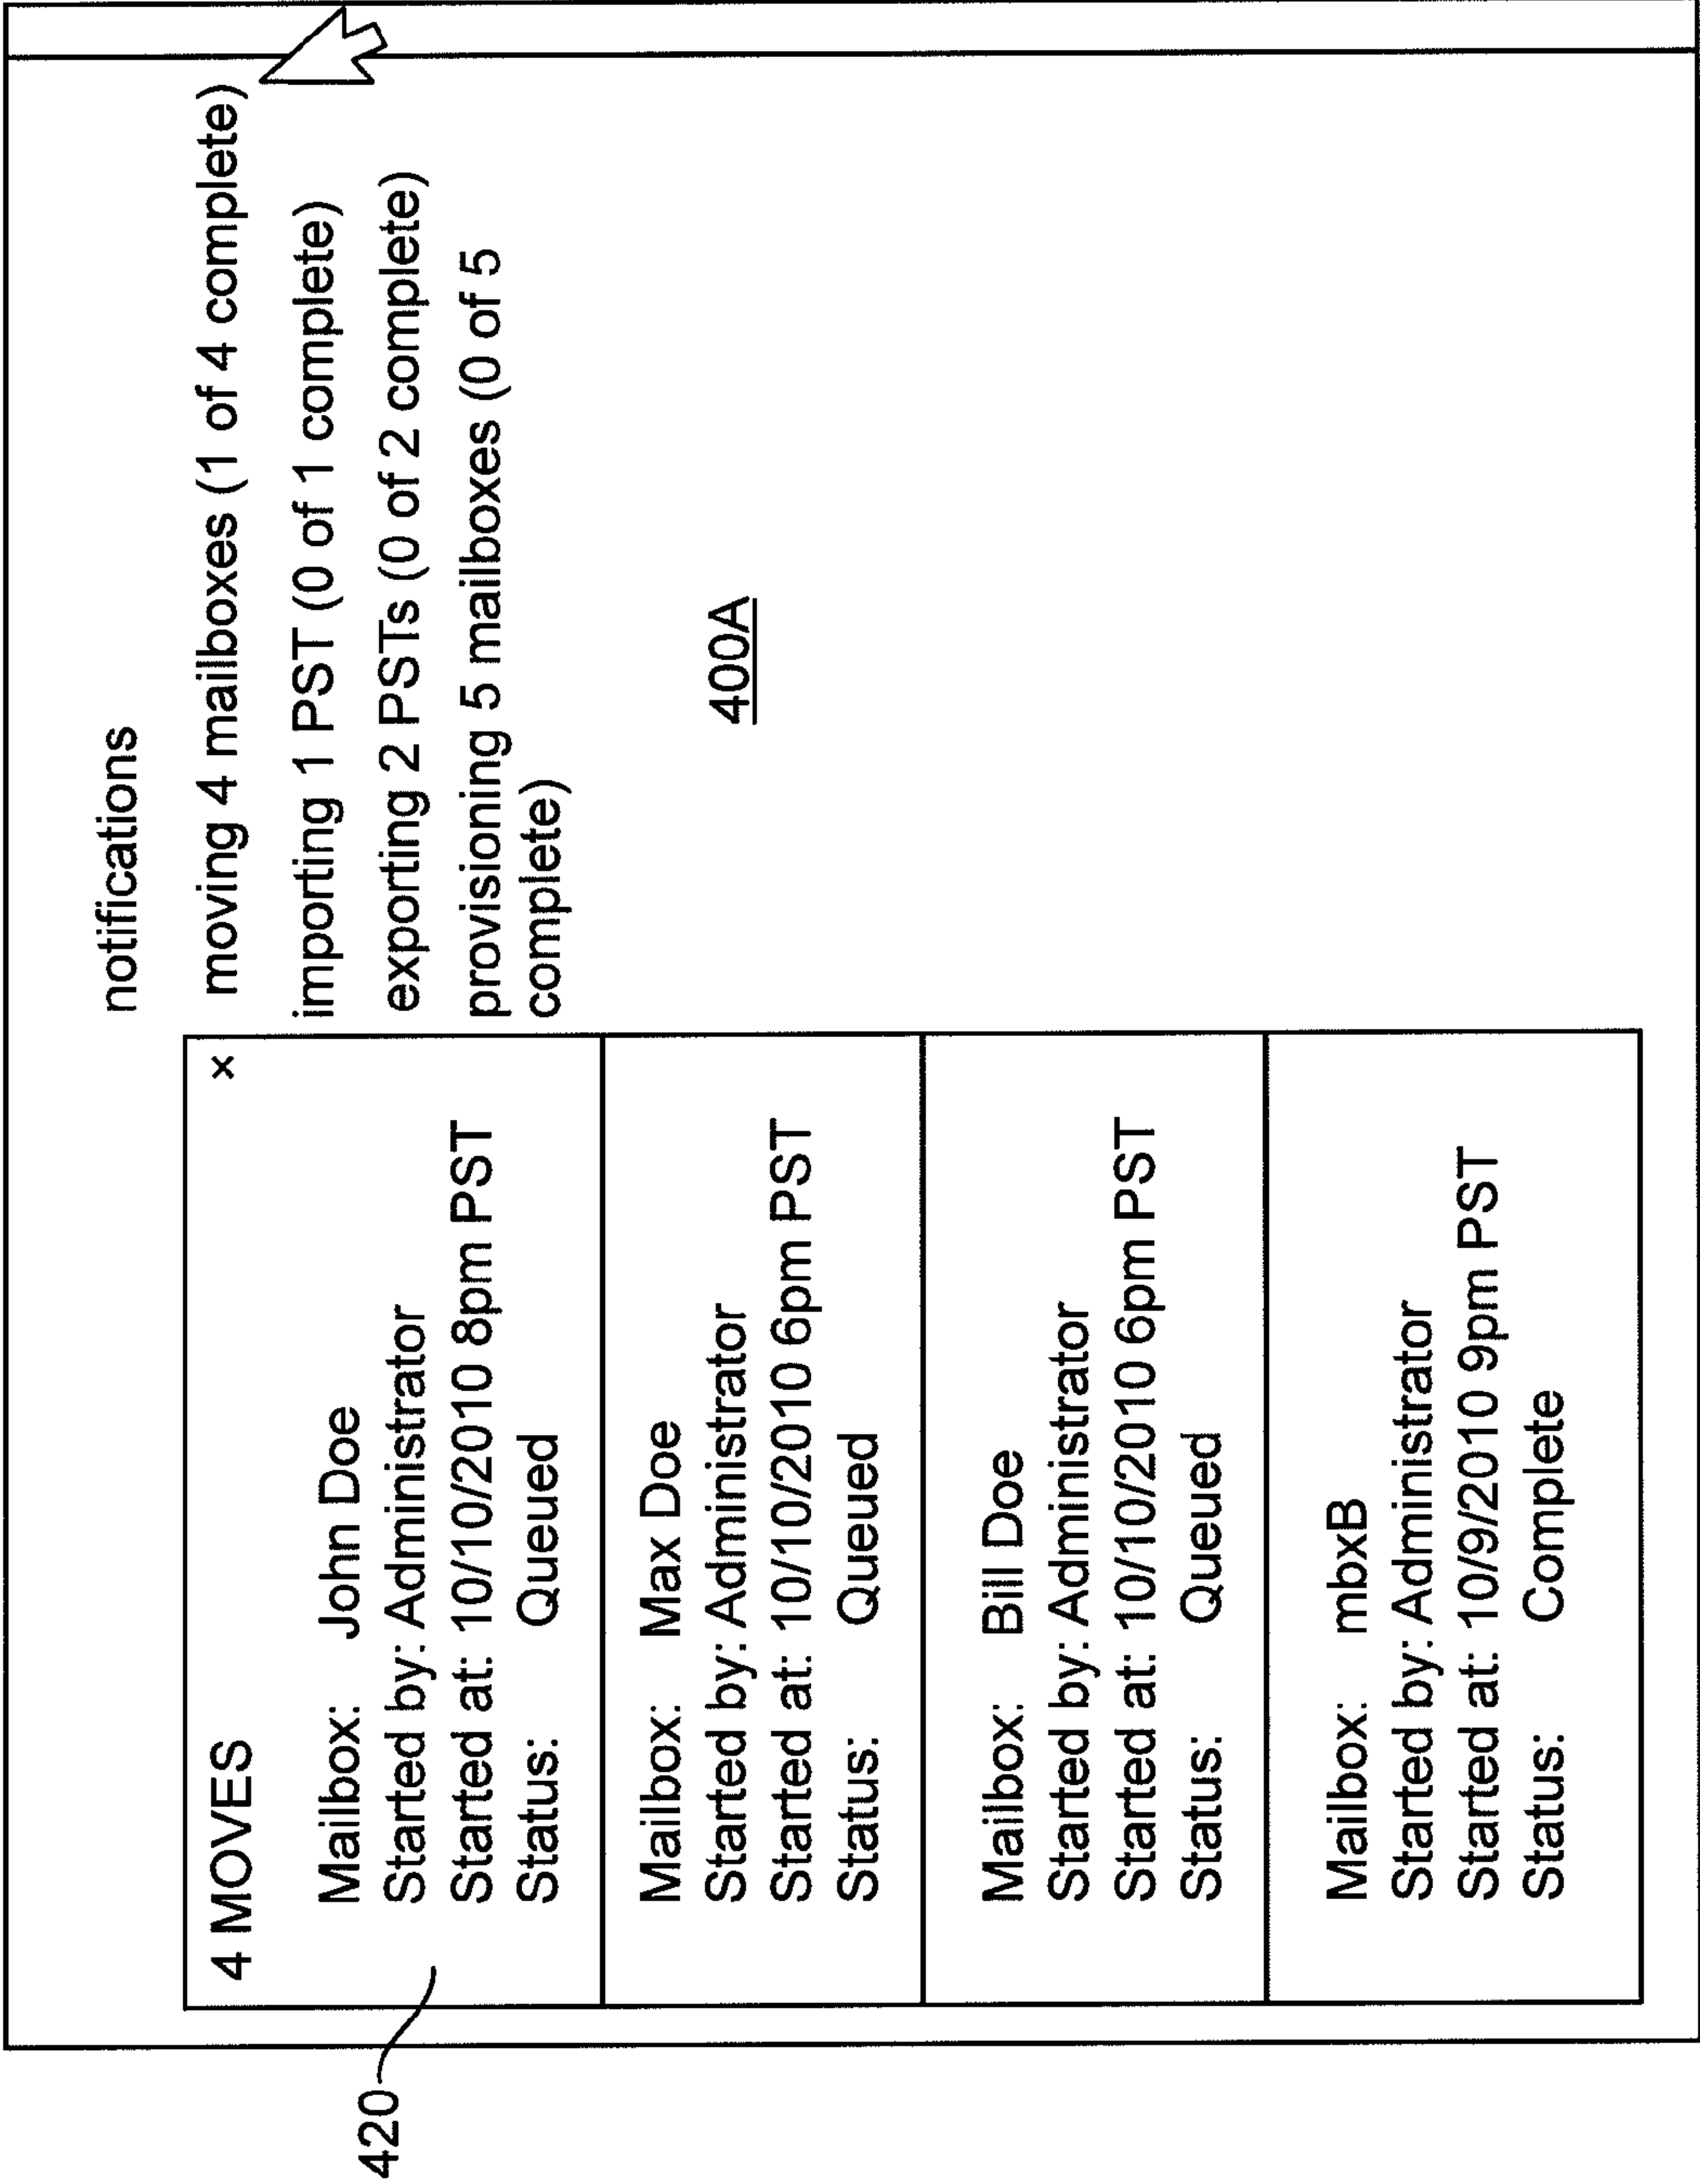 notifications
moving 4 mailboxes (1 of 4 complete)
importing 1 PST (0 of 1 complete)
exporting 2 PSTs (0 of 2 complete)
provisioning 5 mailboxes (0 of 5
complete)
400A
4 MOVES ×
Mailbox: John Doe
Started by: Administrator
Started at: 10/10/2010 8pm PST
Status: Queued
Mailbox: Max Doe
Started by: Administrator
Started at: 10/10/2010 6pm PST
Status: Queued
Mailbox: Bill Doe
Started by: Administrator
Started at: 10/10/2010 6pm PST
Status: Queued
Mailbox: mbxB
Started by: Administrator
Started at: 10/9/2010 9pm PST
Status: Complete
420